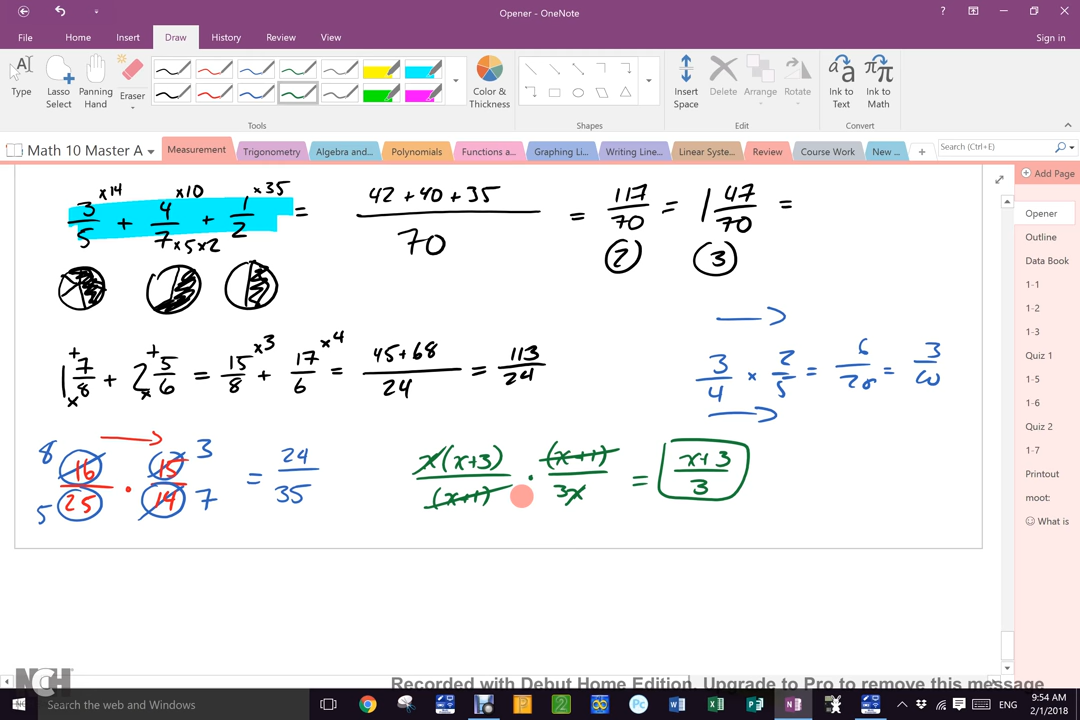 Opener - OneNote
?
File Home Insert Draw History Review View Sign in
Type Lasso Select Panning Hand Eraser Color & Thickness Insert Space Delete Arrange Rotate Ink to Text Ink to Math
Tools Shapes Edit Convert
Math 10 Master A Measurement Trigonometry Algebra and... Polynomials Functions a... Graphing Li... Writing Line... Linear Syste... Review Course Work New ... + Search (Ctrl+E)
Add Page
Opener
Outline
Data Book
1-1
1-2
1-3
Quiz 1
1-5
1-6
Quiz 2
1-7
Printout
moot:
What is
3/5 ×14 + 4/7 ×10 ×5×2 + 1/2 ×35 = 42+40+35 / 70 = 117/70 = 1 47/70 =
② ③
1 7/8 + 2 5/6 = 15/8 ×3 + 17/6 ×4 = 45+68 / 24 = 113/24
3/4 × 2/5 = 6/20 = 3/10
8 16/25 5 · 3 15/14 7 = 24/35
x(x+3)/(x+1) · (x+1)/3x = x+3/3
NCH
Recorded with Debut Home Edition. Upgrade to Pro to remove this message
Search the web and Windows
ENG
9:54 AM
2/1/2018